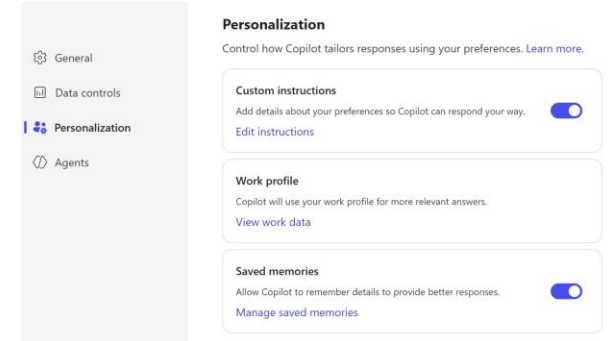 General
Data controls
Personalization
Agents
Personalization
Control how Copilot tailors responses using your preferences. Learn more.
Custom instructions
Add details about your preferences so Copilot can respond your way.
Edit instructions
Work profile
Copilot will use your work profile for more relevant answers.
View work data
Saved memories
Allow Copilot to remember details to provide better responses.
Manage saved memories